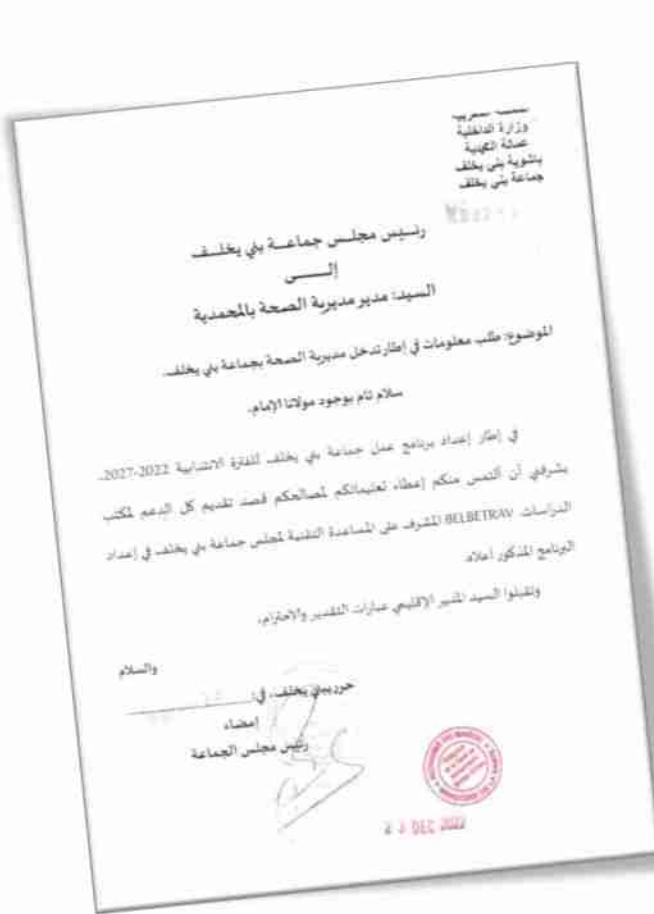 وزارة الداخلية
عمالة المحمدية
باشوية بني يخلف
جماعة بني يخلف
رئيس مجلس جماعة بني يخلف
إلى
السيد: مدير مديرية الصحة بالمحمدية
الموضوع: طلب معلومات في إطار تدخل مديرية الصحة بجماعة بني يخلف.
سلام تام بوجود مولانا الإمام،
في إطار إعداد برنامج عمل جماعة بني يخلف للفترة الانتدابية 2022-2027،
يشرفني أن ألتمس منكم إعطاء تعليماتكم لمصالحكم قصد تقديم كل الدعم لمكتب
الدراسات BELBETRAV المشرف على المساعدة التقنية لمجلس جماعة بني يخلف في إعداد
البرنامج المذكور أعلاه.
وتقبلوا السيد المدير الإقليمي عبارات التقدير والاحترام.
والسلام
يخلف، في:
إمضاء
رئيس مجلس الجماعة
DEC